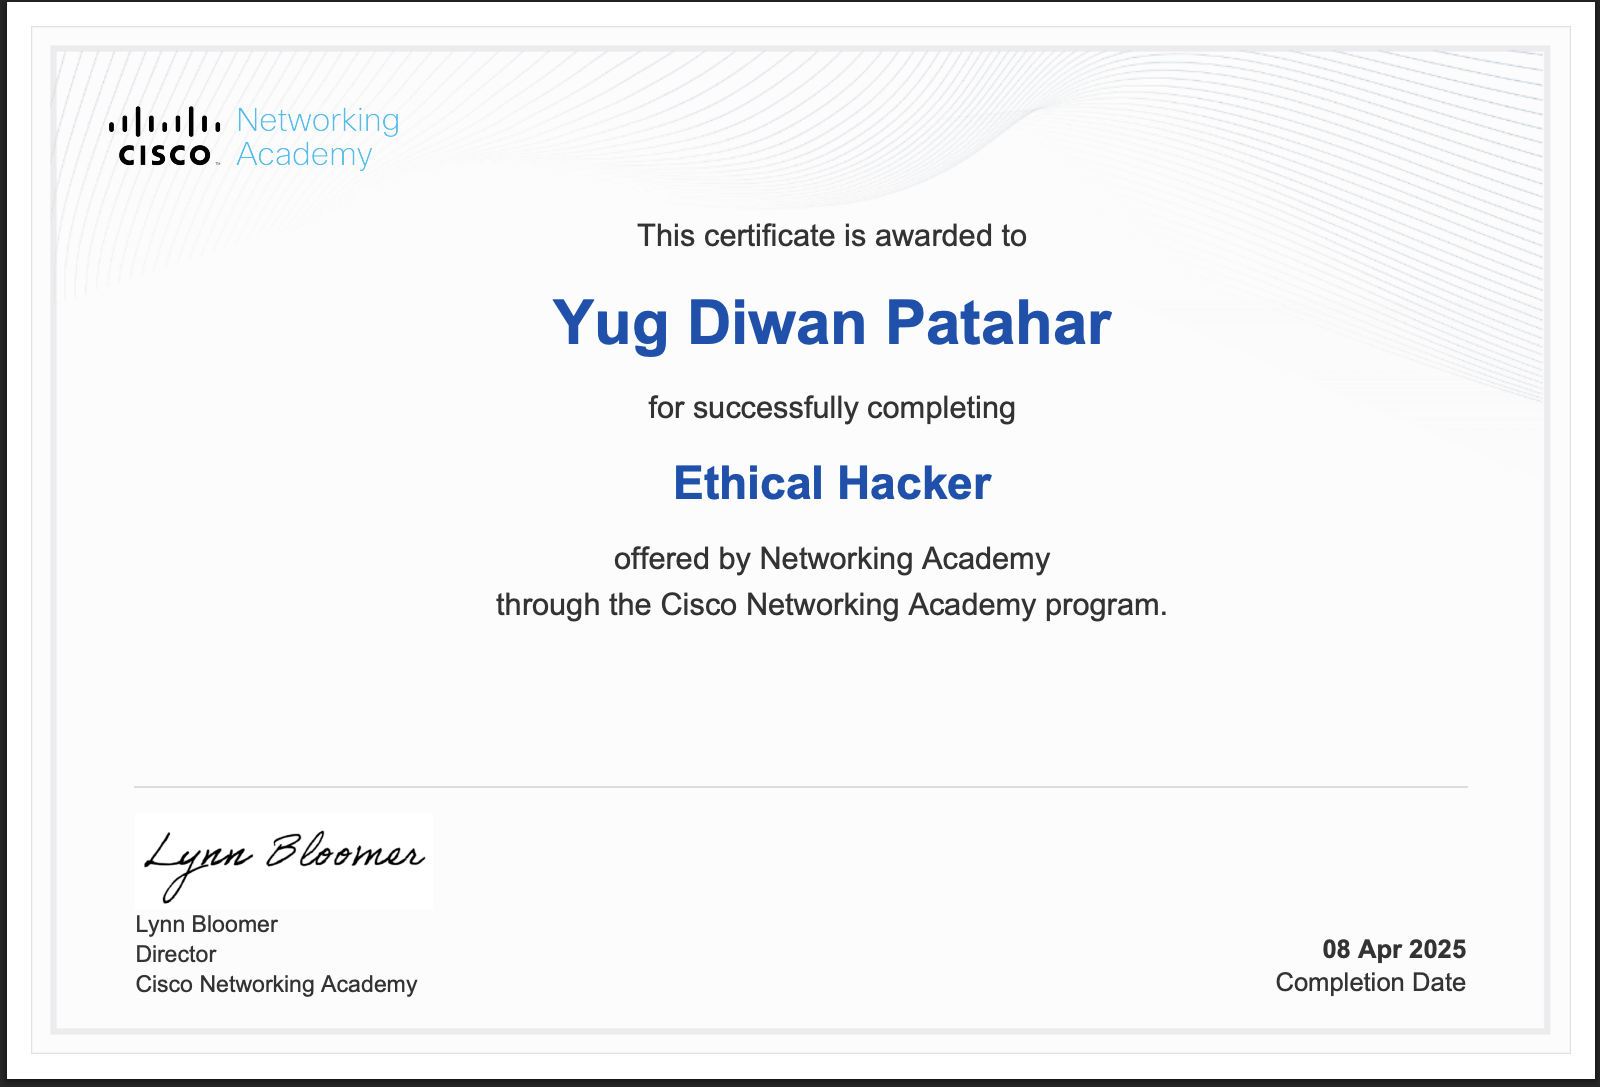 CISCO™ Networking
Academy
This certificate is awarded to
Yug Diwan Patahar
for successfully completing
Ethical Hacker
offered by Networking Academy
through the Cisco Networking Academy program.
Lynn Bloomer
Lynn Bloomer
Director
Cisco Networking Academy
08 Apr 2025
Completion Date